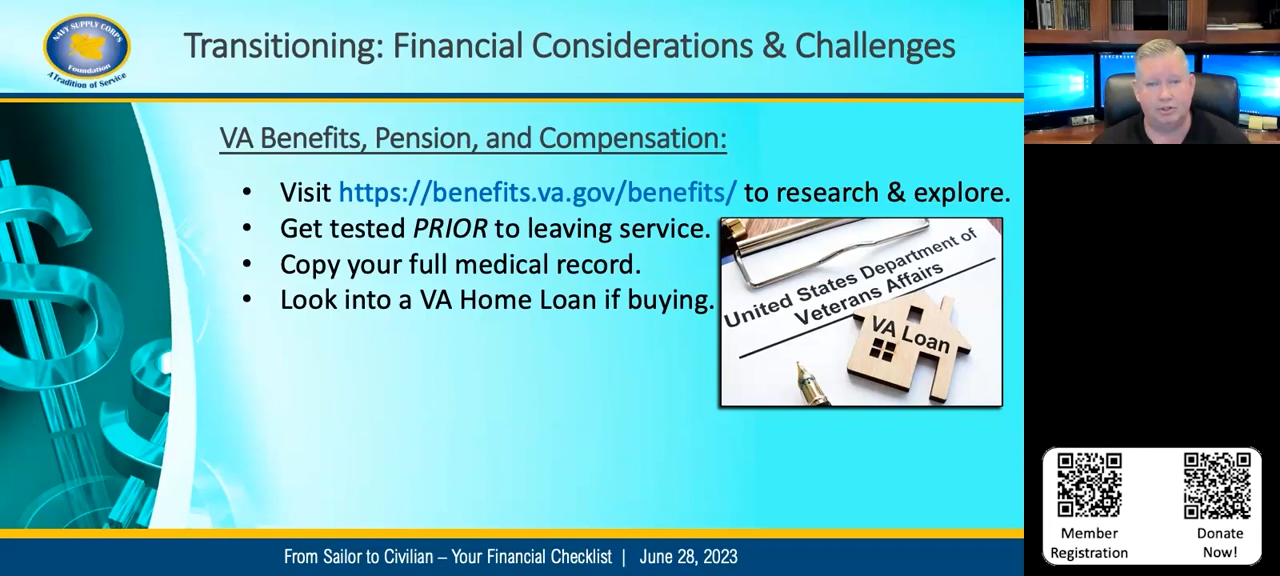 NAVY SUPPLY CORPS
Foundation
A Tradition of Service
Transitioning: Financial Considerations & Challenges
VA Benefits, Pension, and Compensation:
• Visit https://benefits.va.gov/benefits/ to research & explore.
• Get tested PRIOR to leaving service.
• Copy your full medical record.
• Look into a VA Home Loan if buying.
United States Department of
Veterans Affairs
VA Loan
From Sailor to Civilian – Your Financial Checklist | June 28, 2023
Member
Registration
Donate
Now!